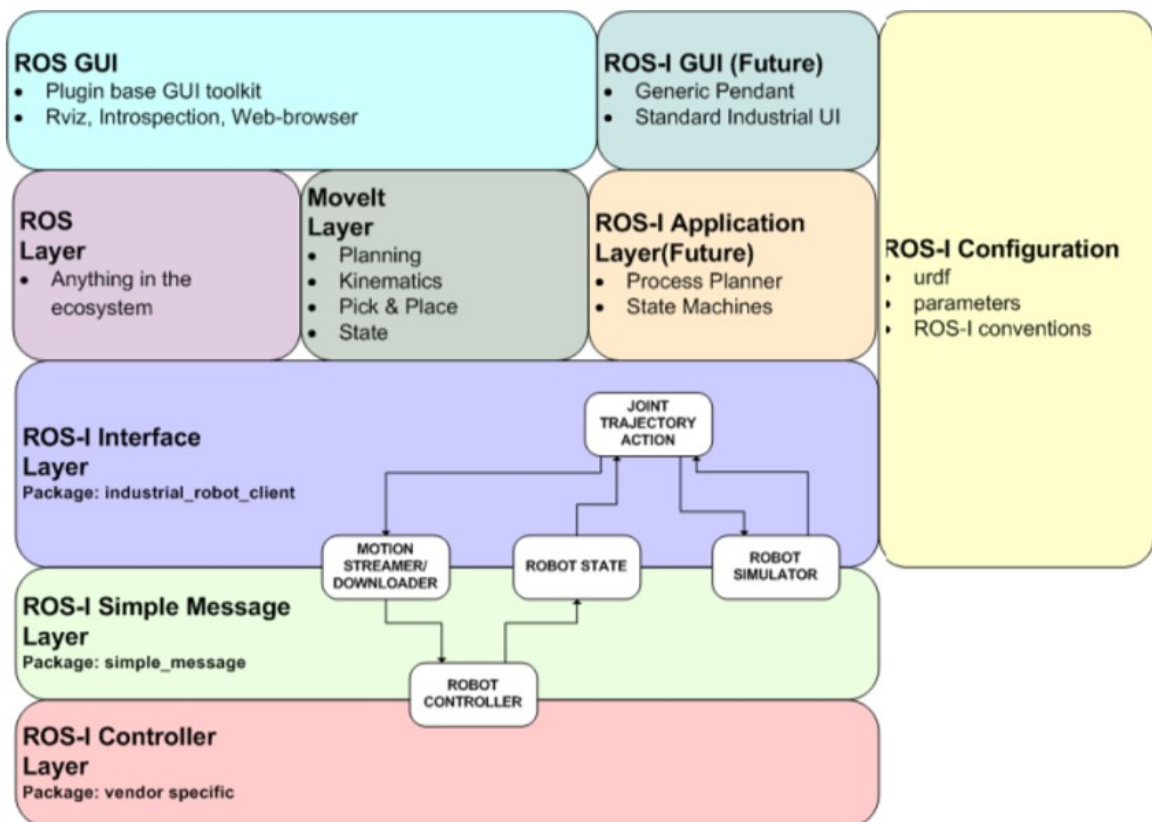 ROS GUI
• Plugin base GUI toolkit
• Rviz, Introspection, Web-browser
ROS-I GUI (Future)
• Generic Pendant
• Standard Industrial UI
ROS
Layer
• Anything in the
ecosystem
MoveIt
Layer
• Planning
• Kinematics
• Pick & Place
• State
ROS-I Application
Layer(Future)
• Process Planner
• State Machines
ROS-I Configuration
• urdf
• parameters
• ROS-I conventions
ROS-I Interface
Layer
Package: industrial_robot_client
JOINT
TRAJECTORY
ACTION
MOTION
STREAMER/
DOWNLOADER
ROBOT STATE
ROBOT
SIMULATOR
ROS-I Simple Message
Layer
Package: simple_message
ROBOT
CONTROLLER
ROS-I Controller
Layer
Package: vendor specific